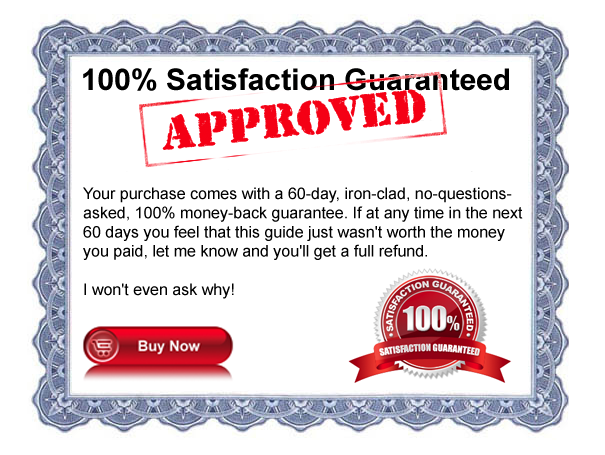 100% Satisfaction Guaranteed
APPROVED
Your purchase comes with a 60-day, iron-clad, no-questions-
asked, 100% money-back guarantee. If at any time in the next
60 days you feel that this guide just wasn't worth the money
you paid, let me know and you'll get a full refund.
I won't even ask why!
SATISFACTION GUARANTEED
100%
SATISFACTION GUARANTEED
Buy Now